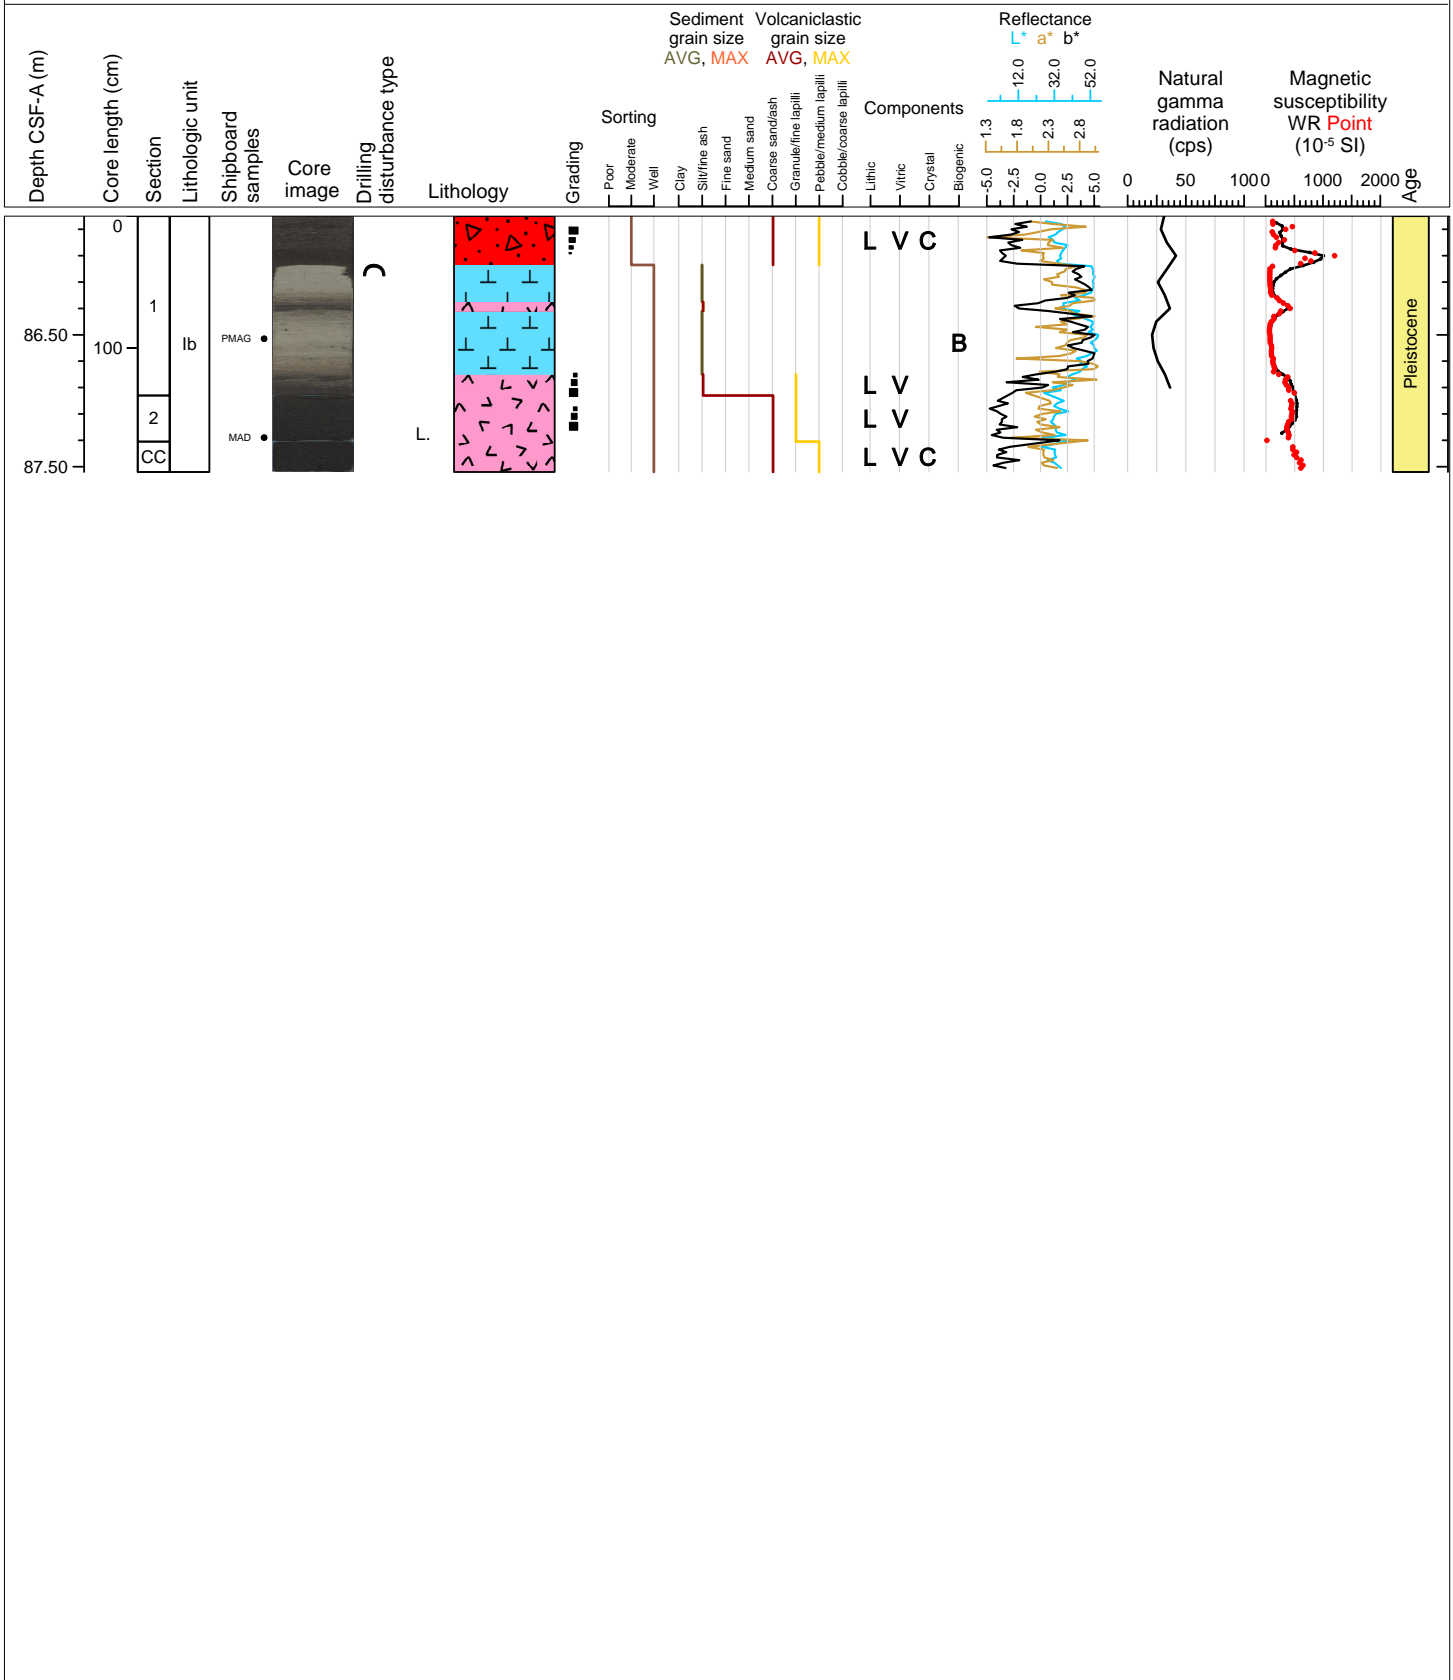 Depth CSF-A (m)
Core length (cm)
Section
Lithologic unit
Shipboard
samples
Core
image
Drilling
disturbance type
Lithology
Grading
Sorting
Poor
Moderate
Well
Sediment
grain size
AVG, MAX
Volcaniclastic
grain size
AVG, MAX
Clay
Silt/fine ash
Fine sand
Medium sand
Coarse sand/ash
Granule/fine lapilli
Pebble/medium lapilli
Cobble/coarse lapilli
Components
Lithic
Vitric
Crystal
Biogenic
Reflectance
L* a* b*
12.0 32.0 52.0
1.3 1.8 2.3 2.8
-5.0 -2.5 0.0 2.5 5.0
Natural
gamma
radiation
(cps)
0 50 100
Magnetic
susceptibility
WR Point
(10-5 SI)
0 1000 2000
Age
0
1
86.50
100
Ib
PMAG
B
Pleistocene
2
MAD
L.
CC
87.50
L V C
L V
L V
L V C